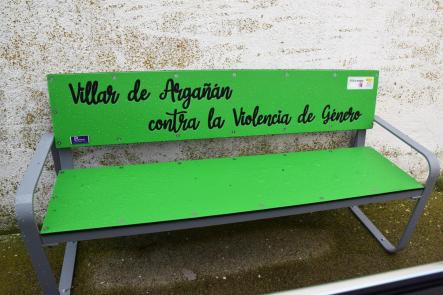 Villar de Argañán
contra la Violencia de Género